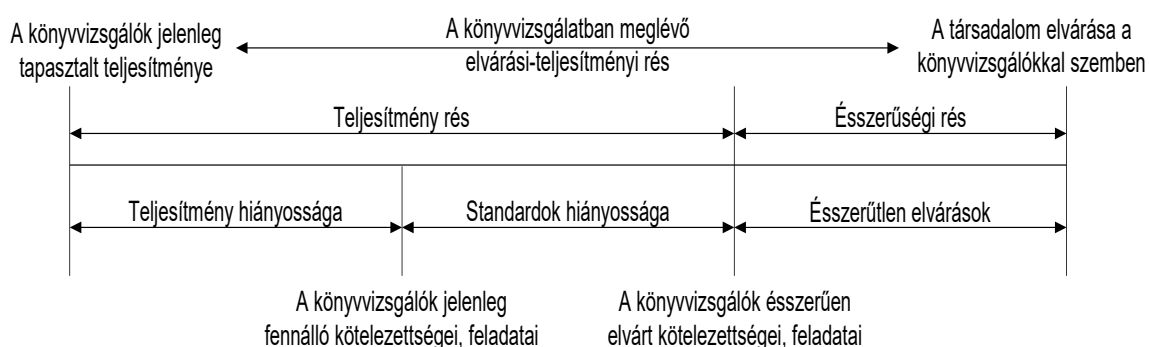 A könyvvizsgálók jelenleg
tapasztalt teljesítménye
A könyvvizsgálatban meglévő
elvárási-teljesítményi rés
A társadalom elvárása a
könyvvizsgálókkal szemben
Teljesítmény rés
Ésszerűségi rés
Teljesítmény hiányossága
Standardok hiányossága
Ésszerűtlen elvárások
A könyvvizsgálók jelenleg
fennálló kötelezettségei, feladatai
A könyvvizsgálók ésszerűen
elvárt kötelezettségei, feladatai